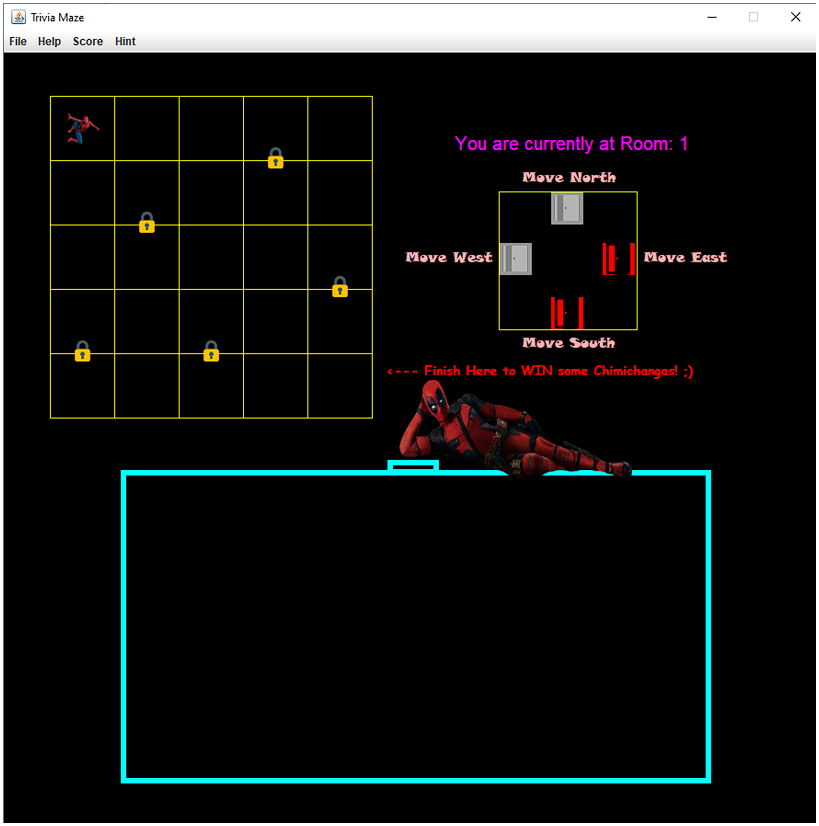 Trivia Maze
File Help Score Hint
You are currently at Room: 1
Move North
Move West
Move East
Move South
<--- Finish Here to WIN some Chimichangas! ;)